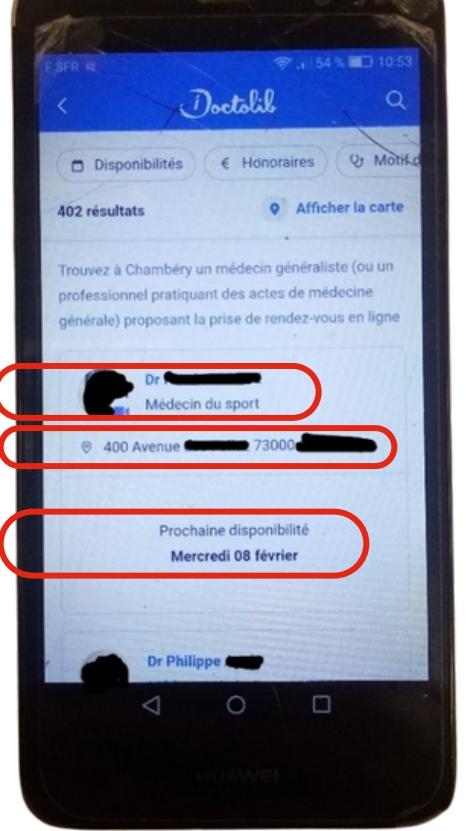 F SFR
54 % 10:53
Doctolib
Disponibilités € Honoraires Motif d
402 résultats Afficher la carte
Trouvez à Chambéry un médecin généraliste (ou un
professionnel pratiquant des actes de médecine
générale) proposant la prise de rendez-vous en ligne
Dr
Médecin du sport
400 Avenue 73000
Prochaine disponibilité
Mercredi 08 février
Dr Philippe
HUAWEI